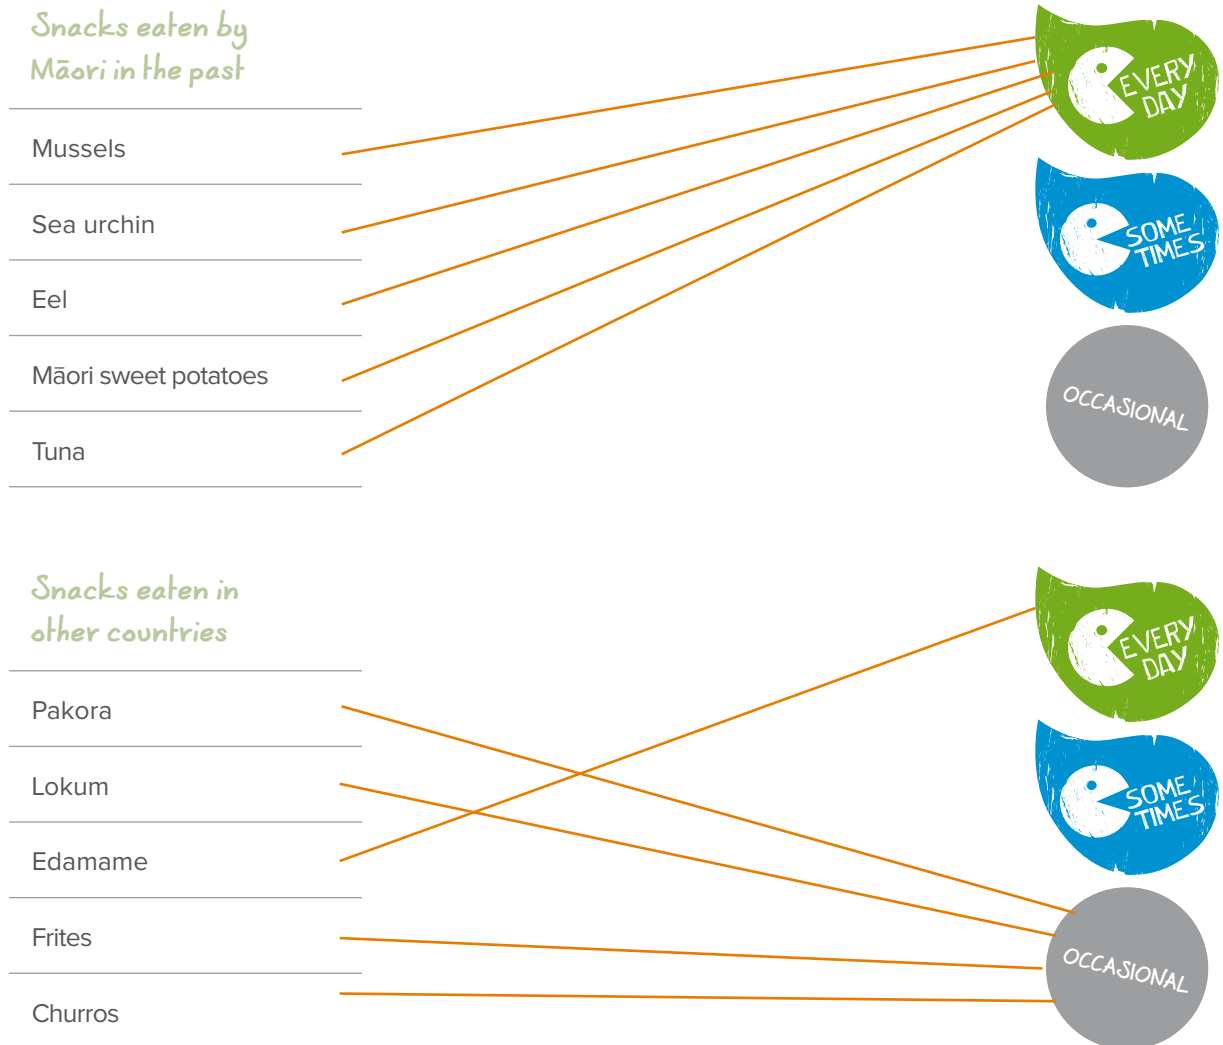 Snacks eaten by
Māori in the past
Mussels
Sea urchin
Eel
Māori sweet potatoes
Tuna
EVERY
DAY
SOME
TIMES
OCCASIONAL
Snacks eaten in
other countries
Pakora
Lokum
Edamame
Frites
Churros
EVERY
DAY
SOME
TIMES
OCCASIONAL